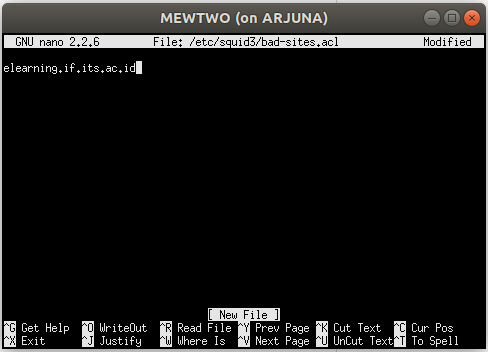 MEWTWO (on ARJUNA)
GNU nano 2.2.6 File: /etc/squid3/bad-sites.acl Modified
elearning.if.its.ac.id
[ New File ]
^G Get Help ^O WriteOut ^R Read File ^Y Prev Page ^K Cut Text ^C Cur Pos
^X Exit ^J Justify ^W Where Is ^V Next Page ^U UnCut Text ^T To Spell